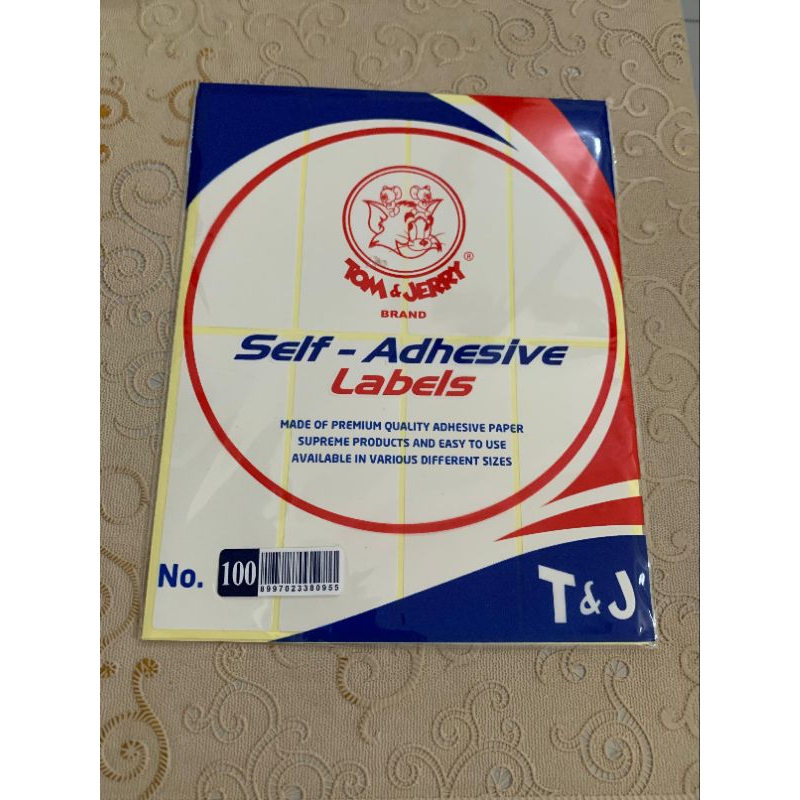 TOM & JERRY ®
BRAND
Self - Adhesive
Labels
MADE OF PREMIUM QUALITY ADHESIVE PAPER
SUPREME PRODUCTS AND EASY TO USE
AVAILABLE IN VARIOUS DIFFERENT SIZES
No. 100
8997023380955
T & J